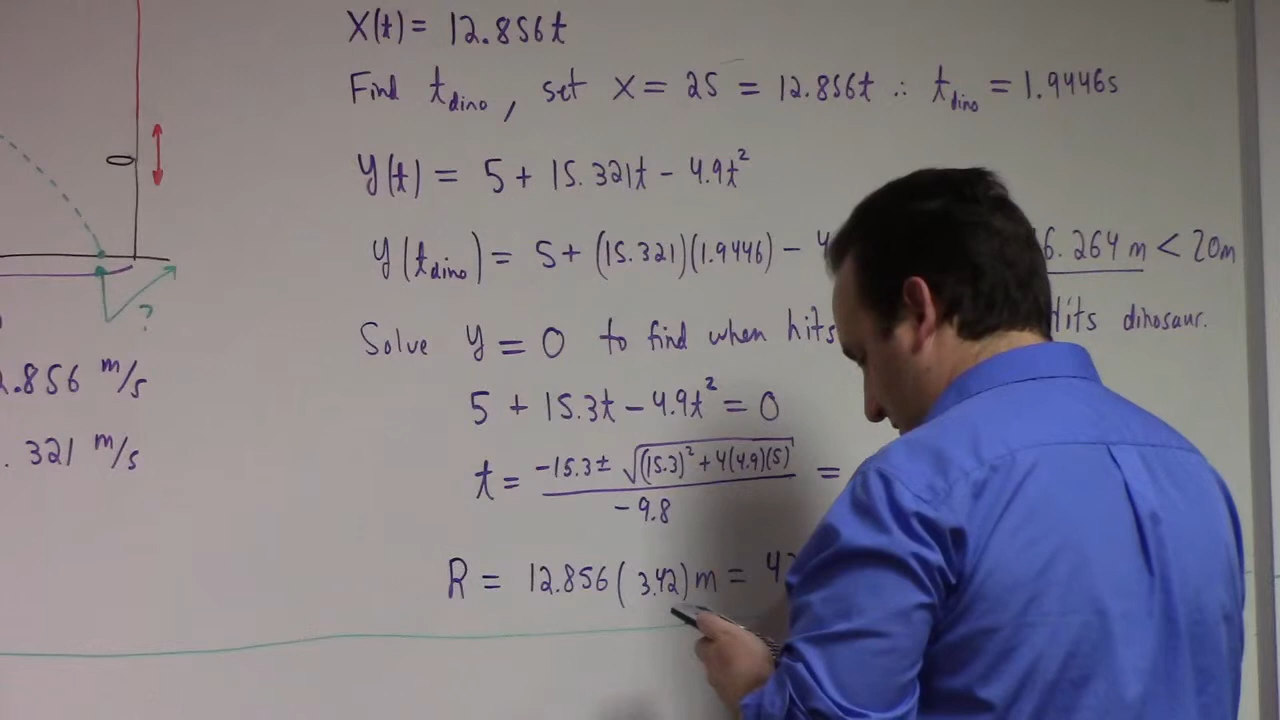 X(t) = 12.856t
Find t_dino, set X = 25 = 12.856t ∴ t_dino = 1.9446s
y(t) = 5 + 15.321t - 4.9t²
y(t_dino) = 5 + (15.321)(1.9446) - 4 6.264 m < 20m
?
Solve y = 0 to find when hits Hits dinosaur.
.856 m/s
5 + 15.3t - 4.9t² = 0
. 321 m/s
t = -15.3 ± √((15.3)² + 4(4.9)(5)) / -9.8 =
R = 12.856(3.42)m = 4